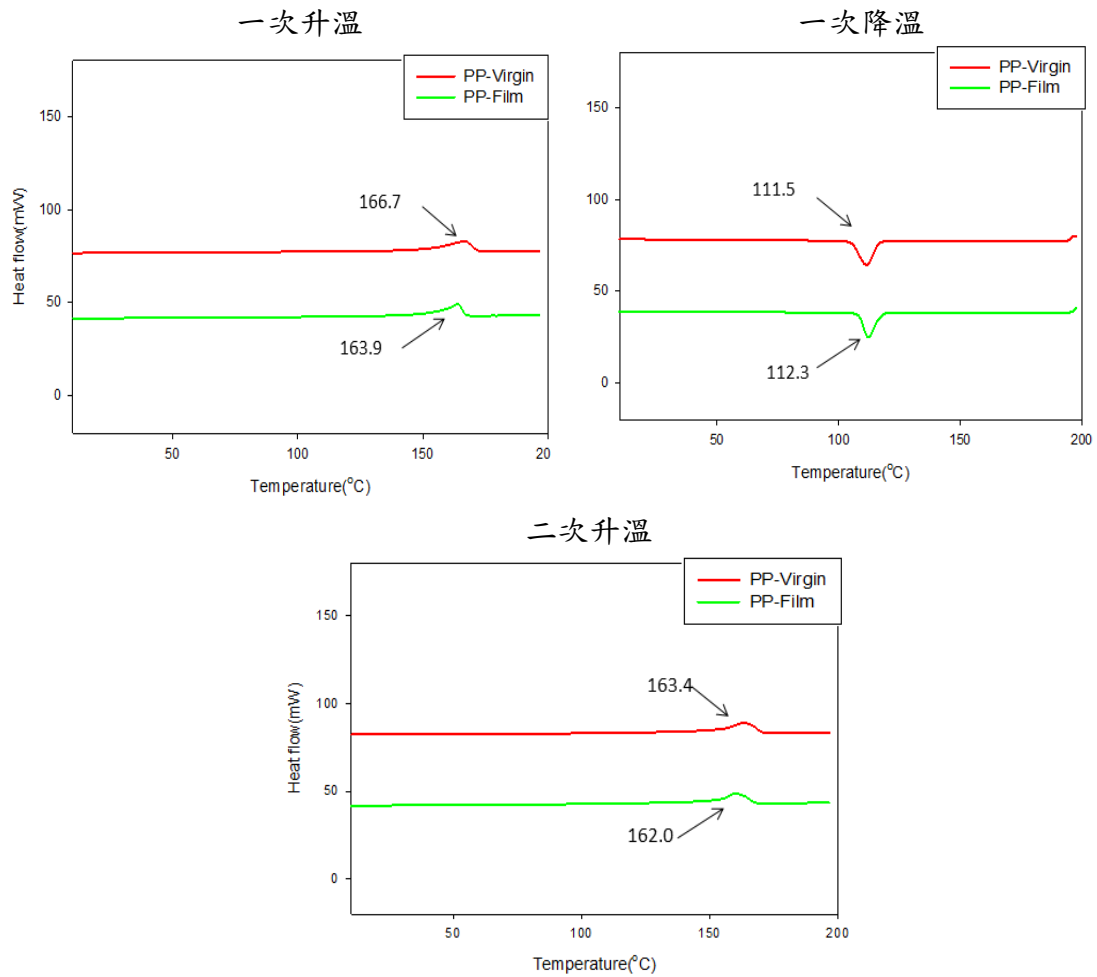 一次升溫
PP-Virgin
PP-Film
150
100
50
0
Heat flow(mW)
166.7
163.9
50
100
150
20
Temperature(°C)
一次降溫
PP-Virgin
PP-Film
150
100
50
0
111.5
112.3
50
100
150
200
Temperature(°C)
二次升溫
PP-Virgin
PP-Film
150
100
50
0
Heat flow(mW)
163.4
162.0
50
100
150
200
Temperature(°C)